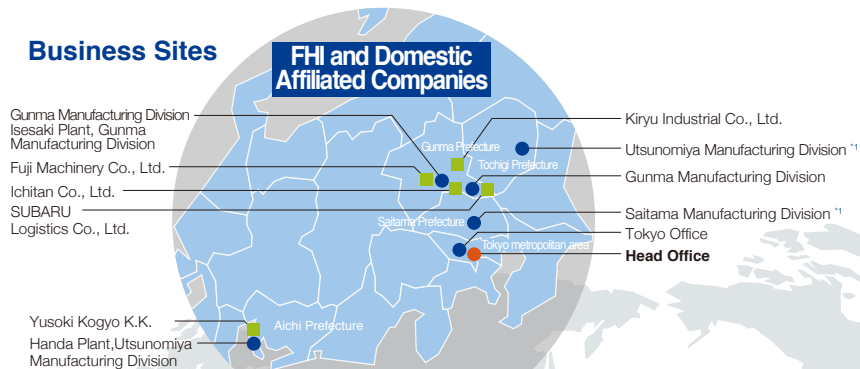 Business Sites
FHI and Domestic
Affiliated Companies
Gunma Manufacturing Division
Isesaki Plant, Gunma
Manufacturing Division
Fuji Machinery Co., Ltd.
Ichitan Co., Ltd.
SUBARU
Logistics Co., Ltd.
Yusoki Kogyo K.K.
Handa Plant,Utsunomiya
Manufacturing Division
Gunma Prefecture
Tochigi Prefecture
Saitama Prefecture
Tokyo metropolitan area
Aichi Prefecture
Kiryu Industrial Co., Ltd.
Utsunomiya Manufacturing Division *1
Gunma Manufacturing Division
Saitama Manufacturing Division *1
Tokyo Office
Head Office